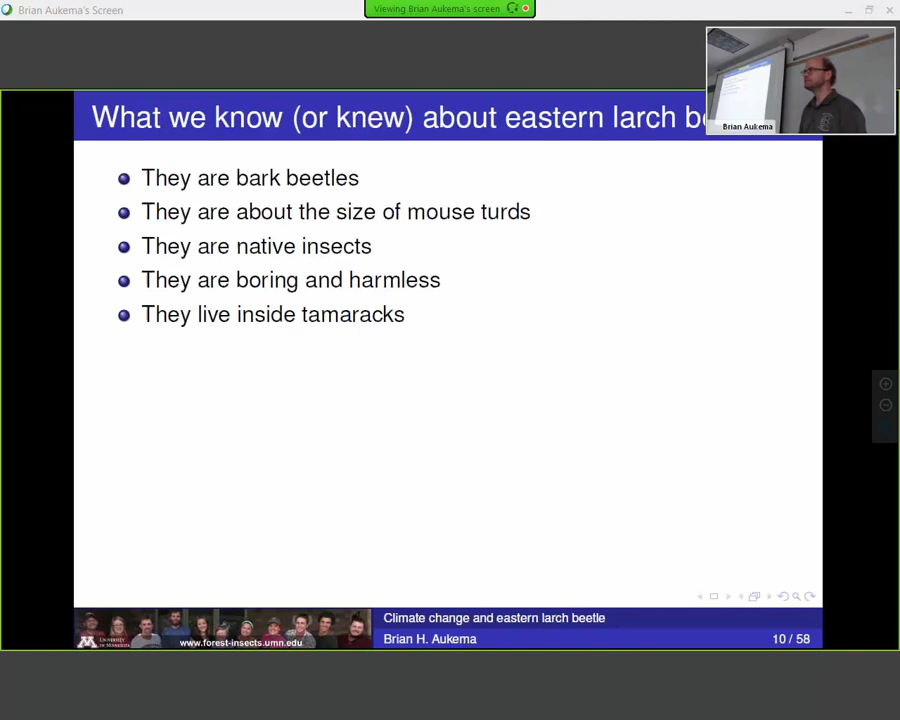 Brian Aukema's Screen
Viewing Brian Aukema's screen
What we know (or knew) about eastern larch be
Brian Aukema
They are bark beetles
They are about the size of mouse turds
They are native insects
They are boring and harmless
They live inside tamaracks
Climate change and eastern larch beetle
UNIVERSITY
OF MINNESOTA
www.forest-insects.umn.edu
Brian H. Aukema
10 / 58